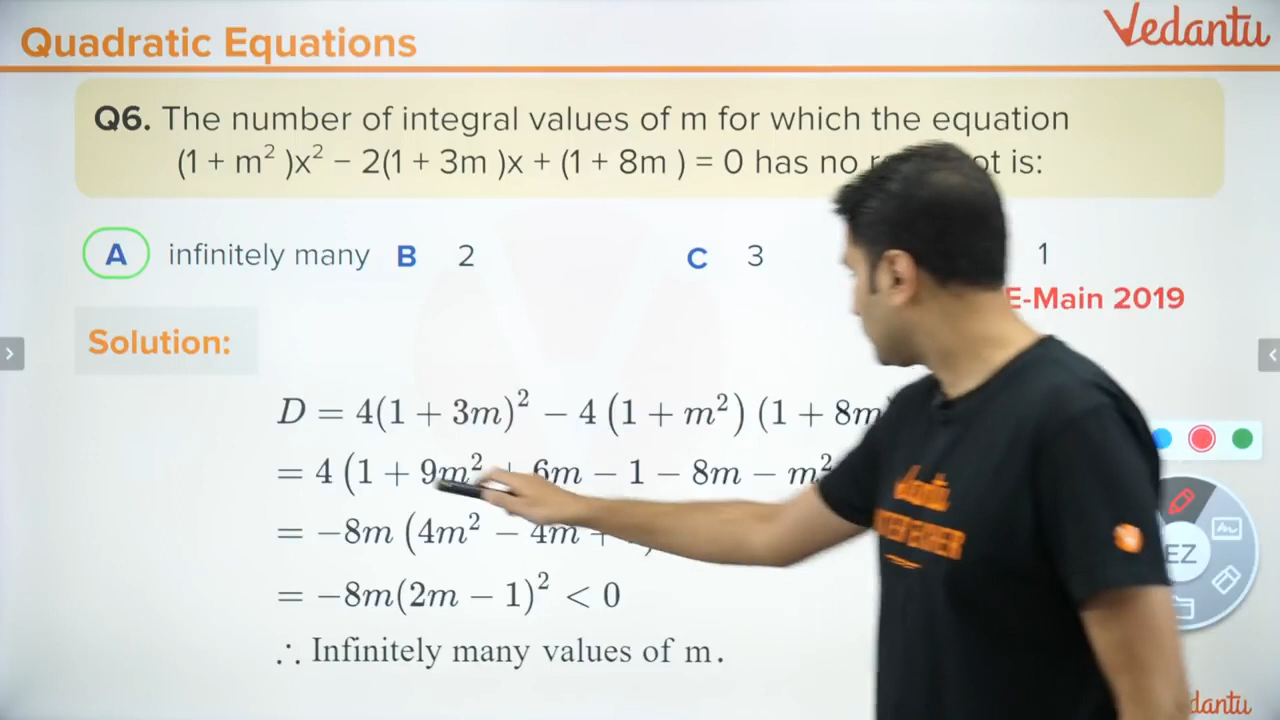 Quadratic Equations
Vedantu
Q6. The number of integral values of m for which the equation
(1 + m² )x² − 2(1 + 3m )x + (1 + 8m ) = 0 has no is:
A infinitely many B 2 C 3 1
E-Main 2019
Solution:
D = 4(1 + 3m)² − 4 (1 + m²) (1 + 8m
= 4 (1 + 9m² + 6m − 1 − 8m − m²
= −8m (4m² − 4m +
= −8m(2m − 1)² < 0
∴ Infinitely many values of m.
EZ
dantu